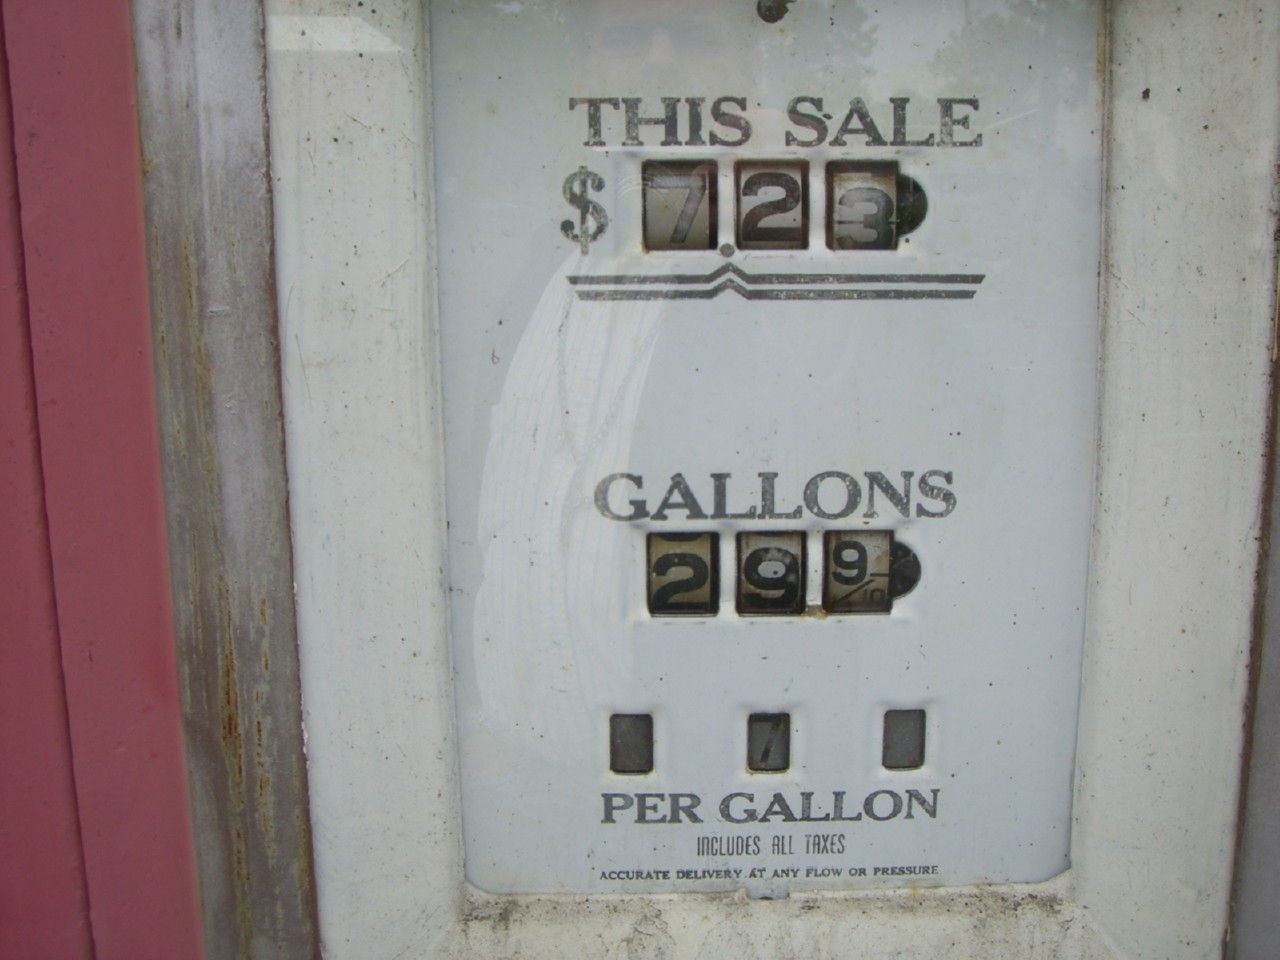 THIS SALE
$ 7.23
GALLONS
29 9/10
7
PER GALLON
INCLUDES ALL TAXES
ACCURATE DELIVERY AT ANY FLOW OR PRESSURE